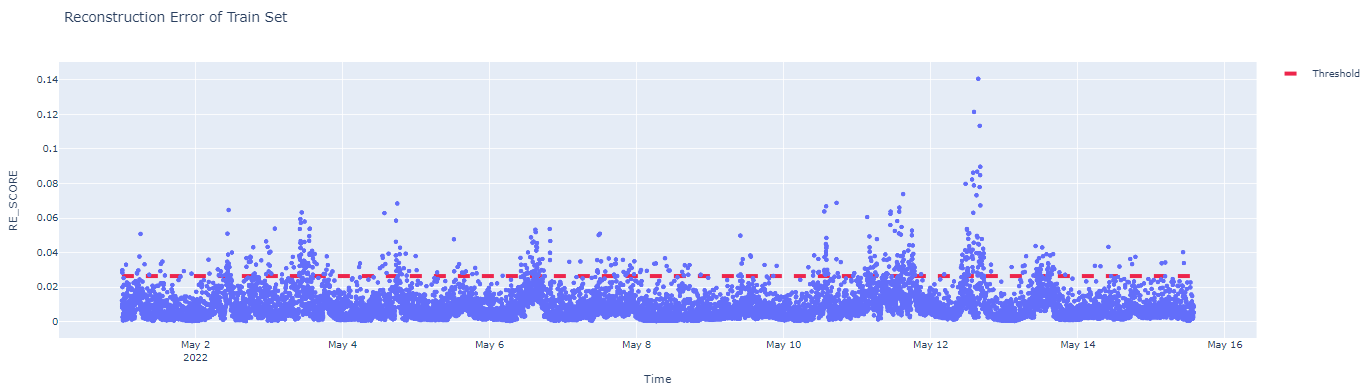 Reconstruction Error of Train Set
0.14
0.12
0.1
0.08
0.06
0.04
0.02
0
RE_SCORE
Threshold
May 2
2022
May 4
May 6
May 8
May 10
May 12
May 14
May 16
Time